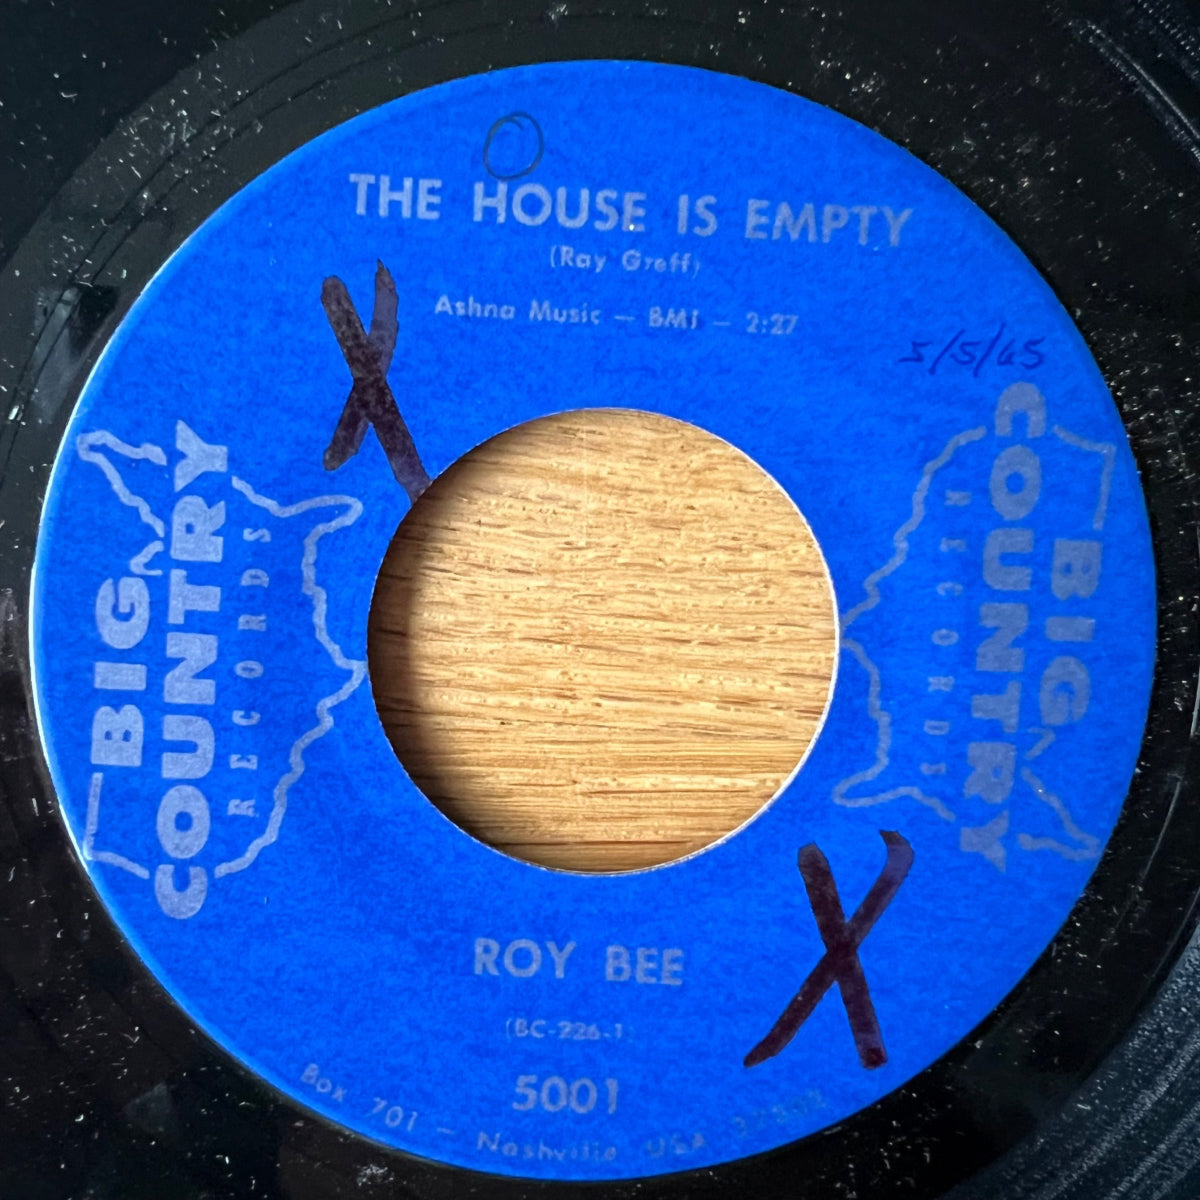 THE HOUSE IS EMPTY
(Ray Greff)
Ashna Music — BMI — 2:27
5/5/65
X
BIG
COUNTRY
RECORDS
BIG
COUNTRY
RECORDS
X
ROY BEE
(BC-226-1)
5001
Box 701 — Nashville USA